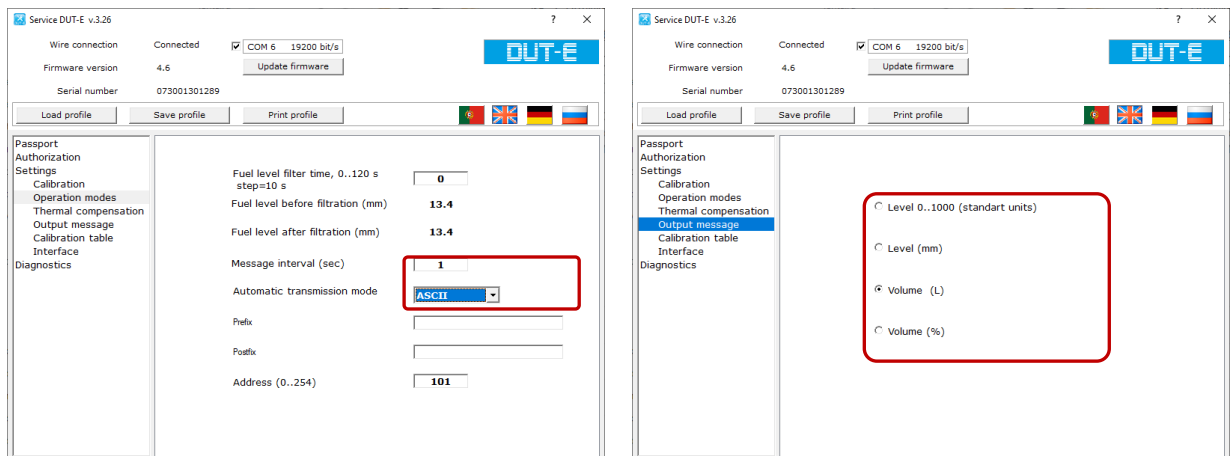 Service DUT-E v.3.26 ? ×
Wire connection Connected COM 6 19200 bit/s
DUT-E
Firmware version 4.6 Update firmware
Serial number 073001301289
Load profile Save profile Print profile
Passport
Authorization
Settings
Calibration
Operation modes
Thermal compensation
Output message
Calibration table
Interface
Diagnostics
Fuel level filter time, 0..120 s
step=10 s
0
Fuel level before filtration (mm) 13.4
Fuel level after filtration (mm) 13.4
Message interval (sec) 1
Automatic transmission mode ASCII
Prefix
Postfix
Address (0..254) 101
Service DUT-E v.3.26 ? ×
Wire connection Connected COM 6 19200 bit/s
DUT-E
Firmware version 4.6 Update firmware
Serial number 073001301289
Load profile Save profile Print profile
Passport
Authorization
Settings
Calibration
Operation modes
Thermal compensation
Output message
Calibration table
Interface
Diagnostics
Level 0..1000 (standart units)
Level (mm)
Volume (L)
Volume (%)